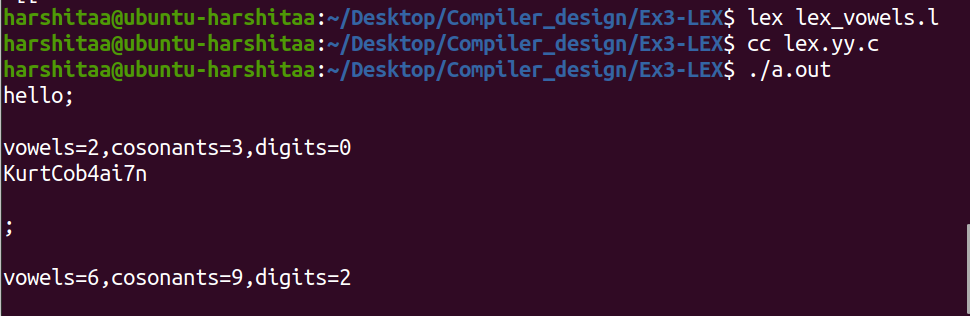 harshitaa@ubuntu-harshitaa:~/Desktop/Compiler_design/Ex3-LEX$ lex lex_vowels.l
harshitaa@ubuntu-harshitaa:~/Desktop/Compiler_design/Ex3-LEX$ cc lex.yy.c
harshitaa@ubuntu-harshitaa:~/Desktop/Compiler_design/Ex3-LEX$ ./a.out
hello;
vowels=2,cosonants=3,digits=0
KurtCob4ai7n
;
vowels=6,cosonants=9,digits=2